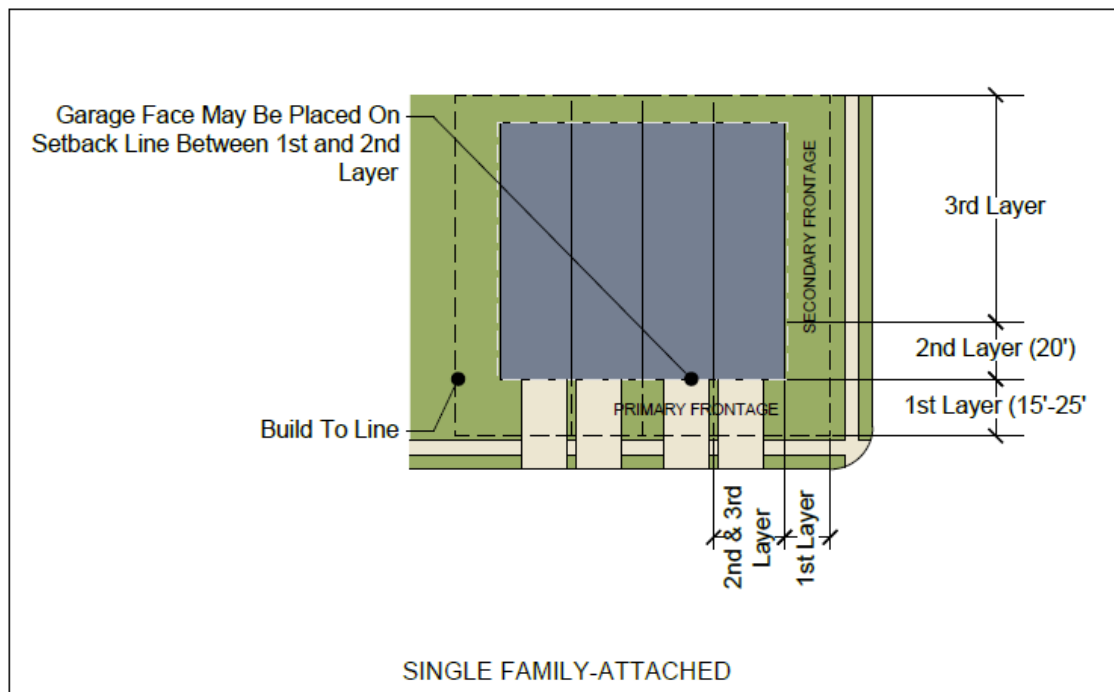 Garage Face May Be Placed On
Setback Line Between 1st and 2nd
Layer
SECONDARY FRONTAGE
3rd Layer
2nd Layer (20')
1st Layer (15'-25'
PRIMARY FRONTAGE
Build To Line
2nd & 3rd
Layer
1st Layer
SINGLE FAMILY-ATTACHED